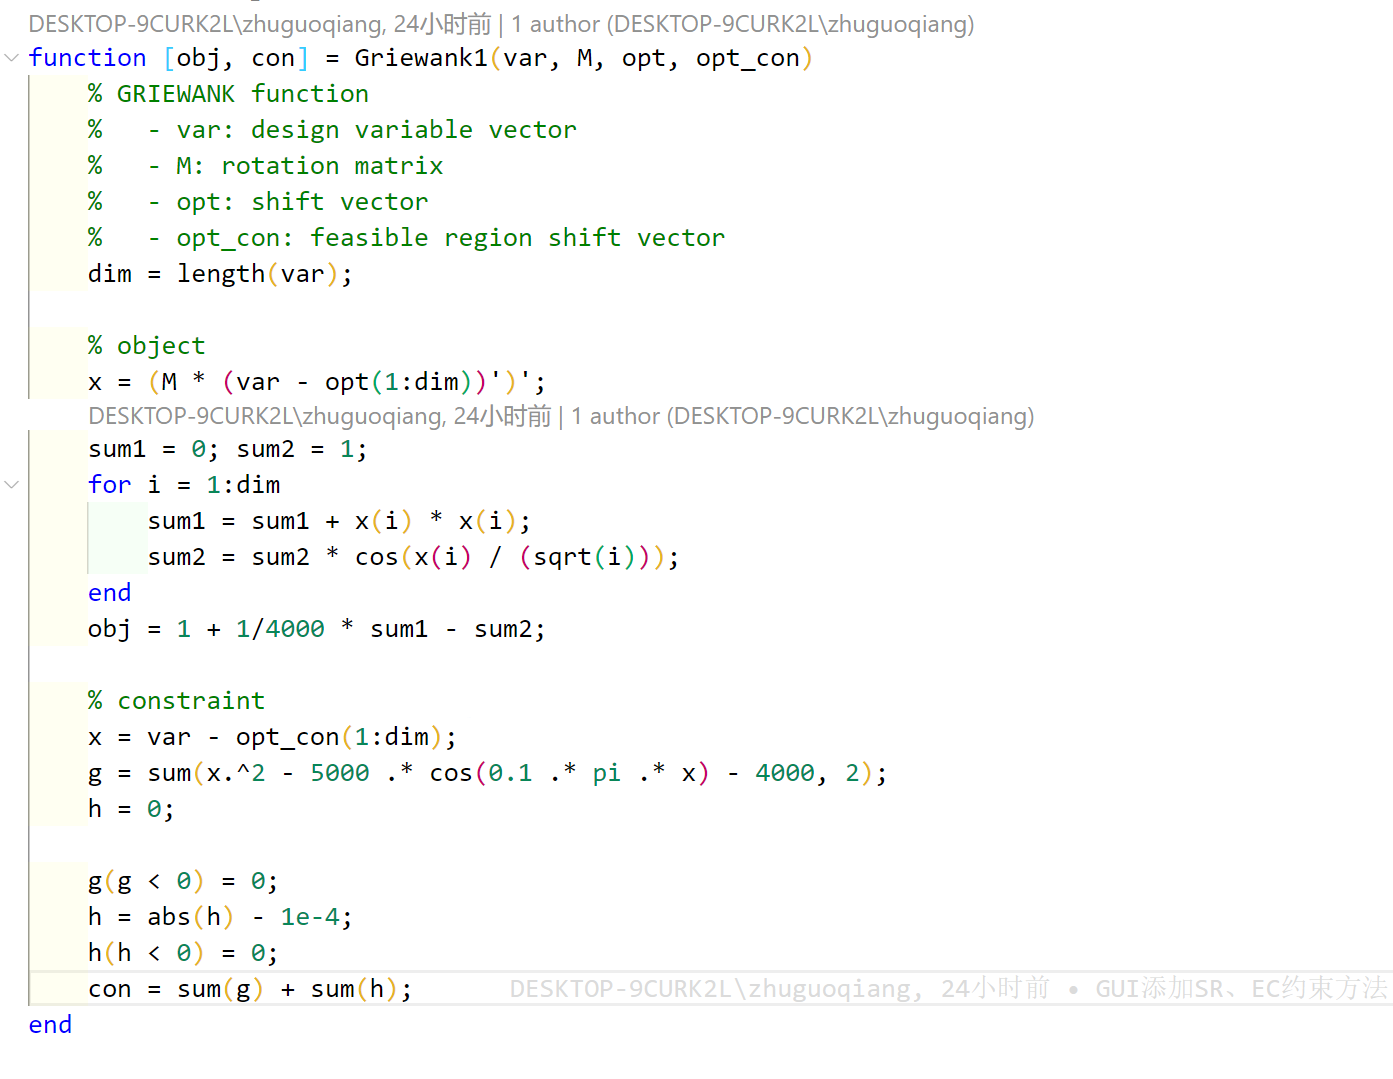 DESKTOP-9CURK2L\zhuguoqiang, 24小时前 | 1 author (DESKTOP-9CURK2L\zhuguoqiang)
function [obj, con] = Griewank1(var, M, opt, opt_con)
    % GRIEWANK function
    %   - var: design variable vector
    %   - M: rotation matrix
    %   - opt: shift vector
    %   - opt_con: feasible region shift vector
    dim = length(var);
    % object
    x = (M * (var - opt(1:dim))')';
    DESKTOP-9CURK2L\zhuguoqiang, 24小时前 | 1 author (DESKTOP-9CURK2L\zhuguoqiang)
    sum1 = 0; sum2 = 1;
    for i = 1:dim
        sum1 = sum1 + x(i) * x(i);
        sum2 = sum2 * cos(x(i) / (sqrt(i)));
    end
    obj = 1 + 1/4000 * sum1 - sum2;
    % constraint
    x = var - opt_con(1:dim);
    g = sum(x.^2 - 5000 .* cos(0.1 .* pi .* x) - 4000, 2);
    h = 0;
    g(g < 0) = 0;
    h = abs(h) - 1e-4;
    h(h < 0) = 0;
    con = sum(g) + sum(h); DESKTOP-9CURK2L\zhuguoqiang, 24小时前 • GUI添加SR、EC约束方法
end